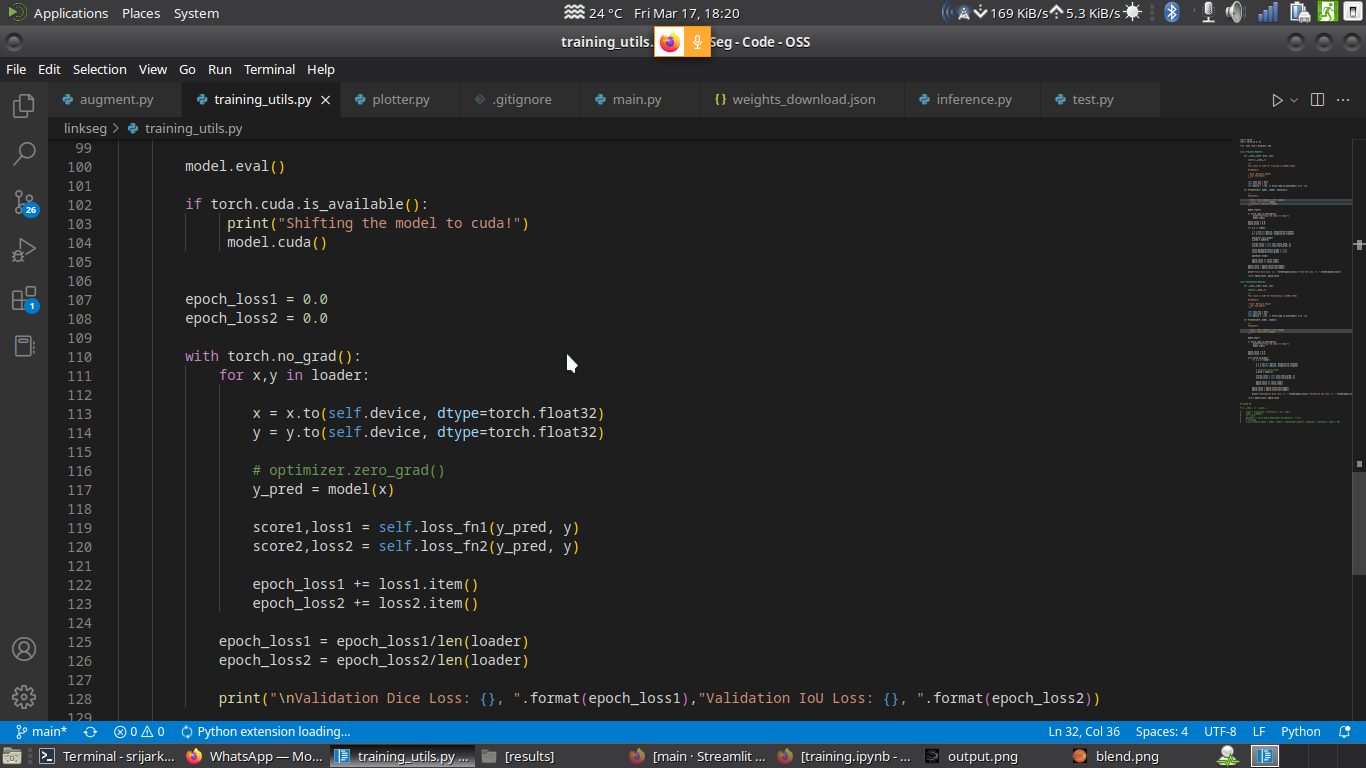 Applications Places System 24 °C Fri Mar 17, 18:20 169 KiB/s 5.3 KiB/s
training_utils. Seg - Code - OSS
File Edit Selection View Go Run Terminal Help
augment.py training_utils.py plotter.py .gitignore main.py {} weights_download.json inference.py test.py
linkseg > training_utils.py
99
100 model.eval()
101
102 if torch.cuda.is_available():
103 print("Shifting the model to cuda!")
104 model.cuda()
105
106
107 epoch_loss1 = 0.0
108 epoch_loss2 = 0.0
109
110 with torch.no_grad():
111 for x,y in loader:
112
113 x = x.to(self.device, dtype=torch.float32)
114 y = y.to(self.device, dtype=torch.float32)
115
116 # optimizer.zero_grad()
117 y_pred = model(x)
118
119 score1,loss1 = self.loss_fn1(y_pred, y)
120 score2,loss2 = self.loss_fn2(y_pred, y)
121
122 epoch_loss1 += loss1.item()
123 epoch_loss2 += loss2.item()
124
125 epoch_loss1 = epoch_loss1/len(loader)
126 epoch_loss2 = epoch_loss2/len(loader)
127
128 print("\nValidation Dice Loss: {}, ".format(epoch_loss1),"Validation IoU Loss: {}, ".format(epoch_loss2))
129
26
1
main* 0 0 Python extension loading... Ln 32, Col 36 Spaces: 4 UTF-8 LF Python
Terminal - srijark... WhatsApp — Mo... training_utils.py ... [results] [main · Streamlit ... [training.ipynb - ... output.png blend.png